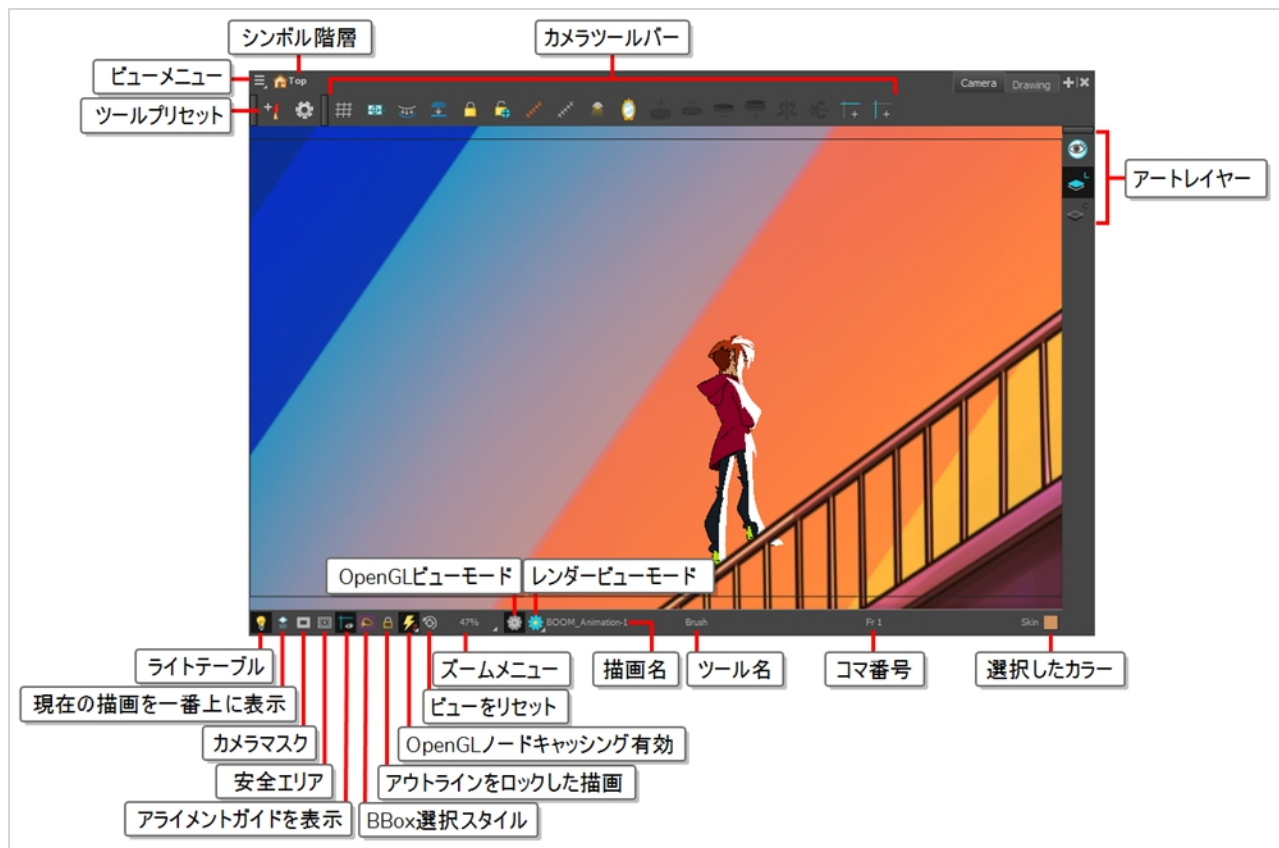 シンボル階層
カメラツールバー
ビューメニュー
Top
Camera
Drawing
ツールプリセット
アートレイヤー
L
C
OpenGLビューモード
レンダービューモード
47%
BOOM_Animation-1
Brush
Fr 1
Skin
ライトテーブル
ズームメニュー
描画名
ツール名
コマ番号
選択したカラー
現在の描画を一番上に表示
ビューをリセット
カメラマスク
OpenGLノードキャッシング有効
安全エリア
アウトラインをロックした描画
アライメントガイドを表示
BBox選択スタイル